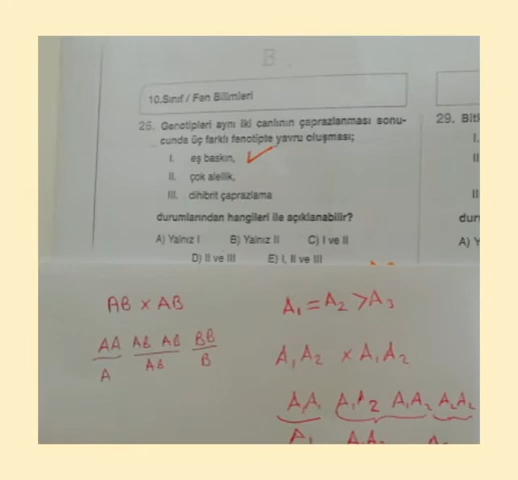 B
10.Sınıf / Fen Bilimleri
25. Genotipleri aynı iki canlının çaprazlanması sonu-
cunda üç farklı fenotipte yavru oluşması;
I. eş baskın,
II. çok alellik,
III. dihibrit çaprazlama
durumlarından hangileri ile açıklanabilir?
A) Yalnız I B) Yalnız II C) I ve II
D) II ve III E) I, II ve III
29. Bitk
I.
II
II
duru
A) Y
AB x AB
AA AB AB BB
A AB B
A₁ = A₂ > A₃
A₁A₂ x A₁A₂
A₁A₁ A₁A₂ A₁A₂ A₂A₂
A₁ A₁A₂